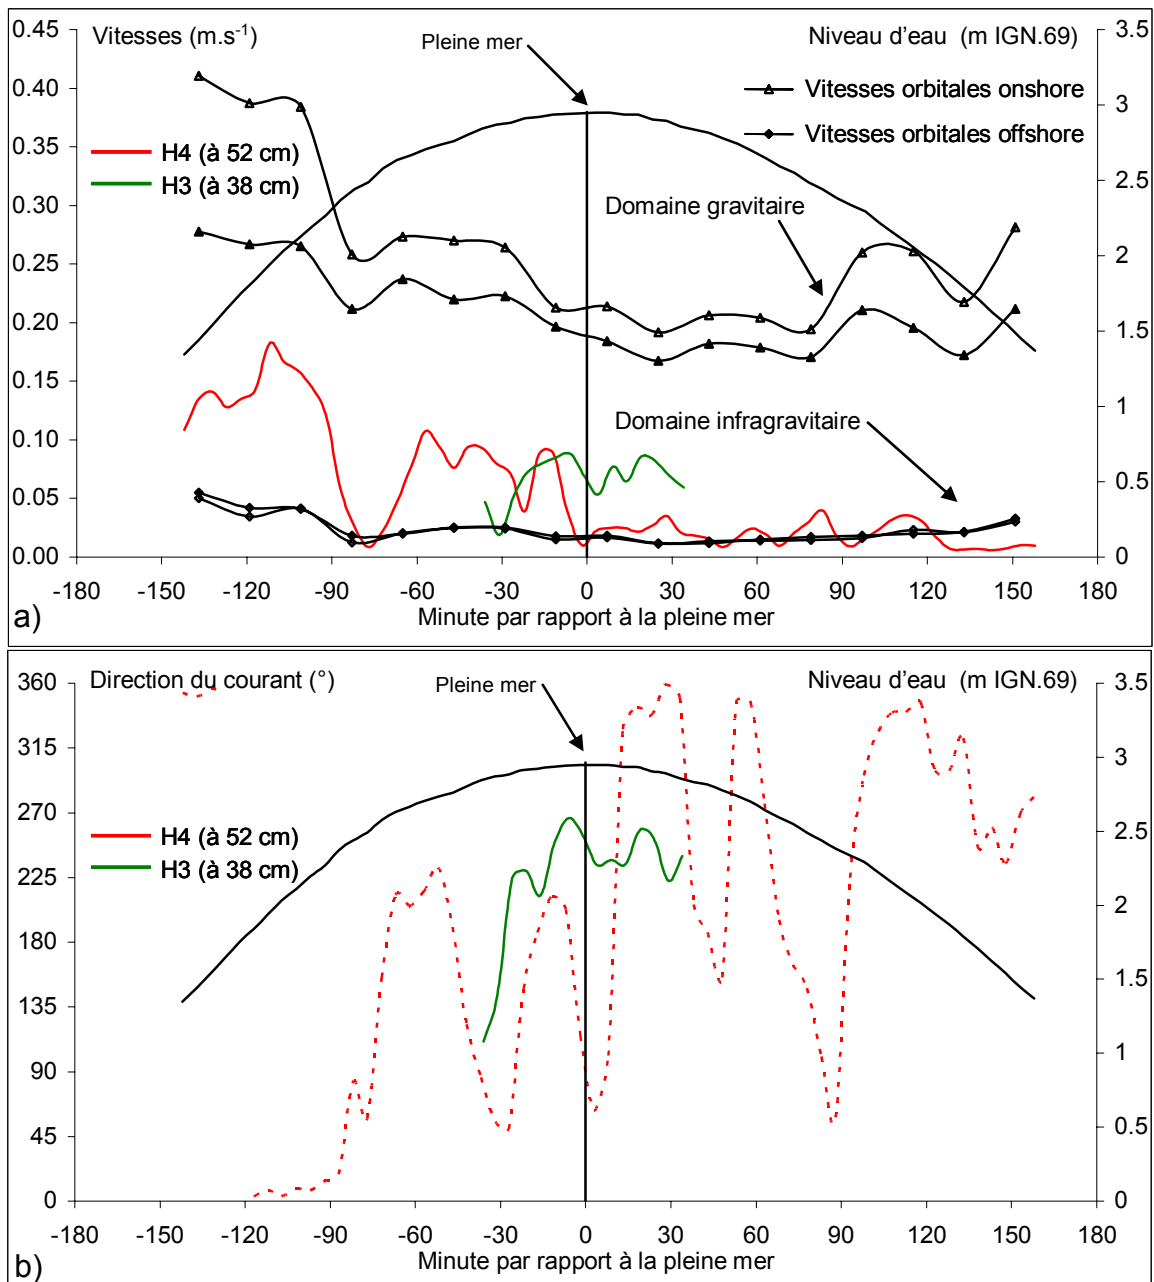 Vitesses (m.s-1)
Niveau d'eau (m IGN.69)
Pleine mer
Vitesses orbitales onshore
Vitesses orbitales offshore
H4 (à 52 cm)
H3 (à 38 cm)
Domaine gravitaire
Domaine infragravitaire
0.45
0.40
0.35
0.30
0.25
0.20
0.15
0.10
0.05
0.00
3.5
3
2.5
2
1.5
1
0.5
0
-180 -150 -120 -90 -60 -30 0 30 60 90 120 150 180
Minute par rapport à la pleine mer
a)
Direction du courant (°)
Niveau d'eau (m IGN.69)
Pleine mer
H4 (à 52 cm)
H3 (à 38 cm)
360
315
270
225
180
135
90
45
0
3.5
3
2.5
2
1.5
1
0.5
0
-180 -150 -120 -90 -60 -30 0 30 60 90 120 150 180
Minute par rapport à la pleine mer
b)